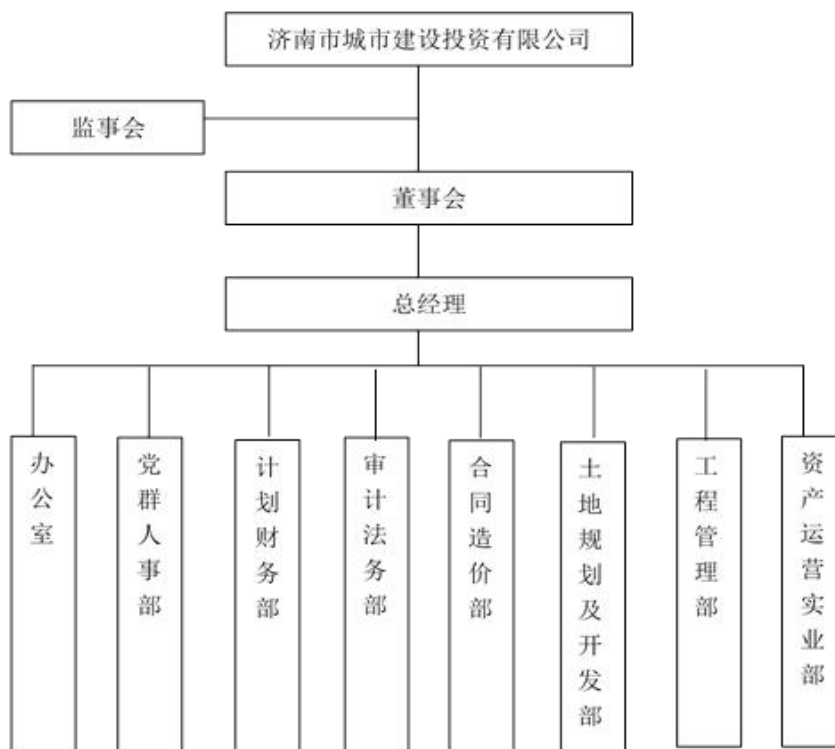 济南市城市建设投资有限公司
监事会
董事会
总经理
办公室
党群人事部
计划财务部
审计法务部
合同造价部
土地规划及开发部
工程管理部
资产运营实业部